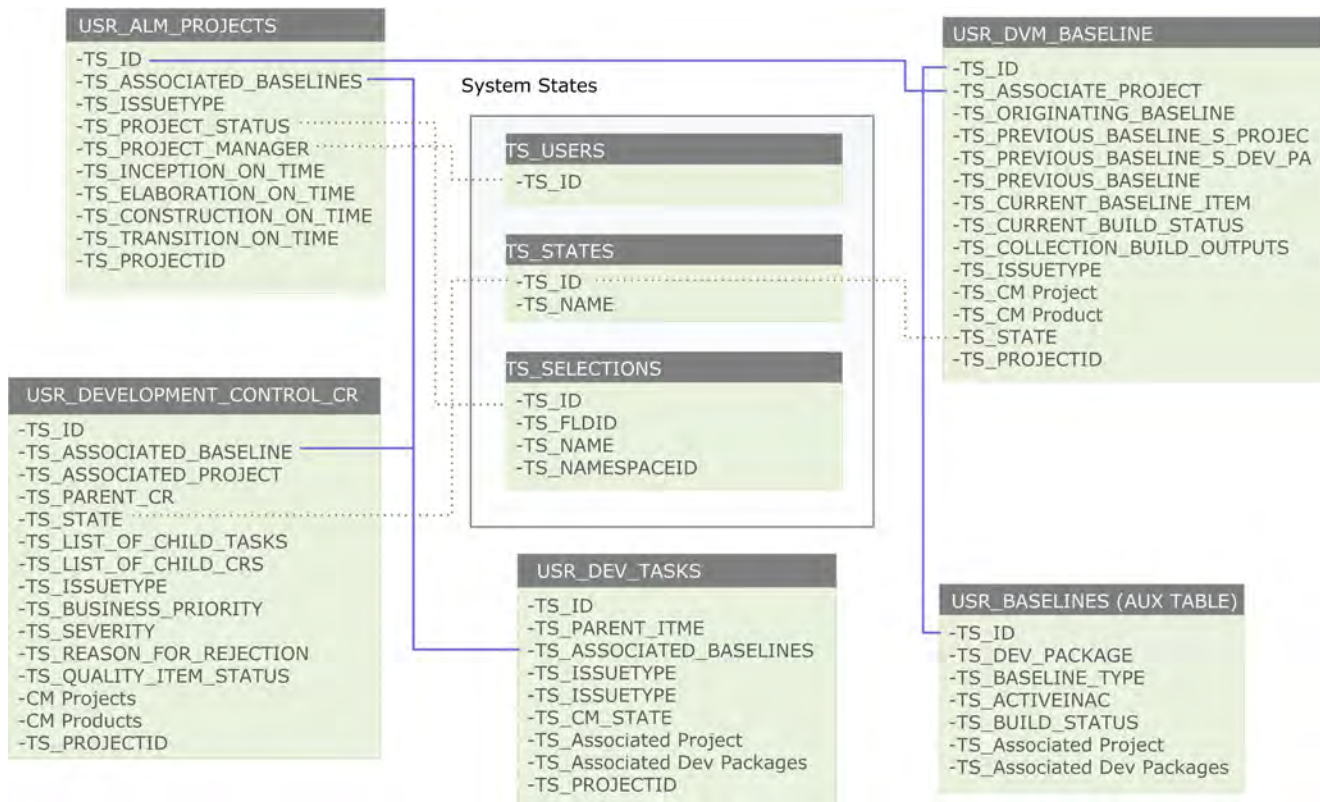 USR_ALM_PROJECTS
-TS_ID
-TS_ASSOCIATED_BASELINES
-TS_ISSUETYPE
-TS_PROJECT_STATUS
-TS_PROJECT_MANAGER
-TS_INCEPTION_ON_TIME
-TS_ELABORATION_ON_TIME
-TS_CONSTRUCTION_ON_TIME
-TS_TRANSITION_ON_TIME
-TS_PROJECTID
System States
TS_USERS
-TS_ID
TS_STATES
-TS_ID
-TS_NAME
TS_SELECTIONS
-TS_ID
-TS_FLDID
-TS_NAME
-TS_NAMESPACEID
USR_DVM_BASELINE
-TS_ID
-TS_ASSOCIATE_PROJECT
-TS_ORIGINATING_BASELINE
-TS_PREVIOUS_BASELINE_S_PROJEC
-TS_PREVIOUS_BASELINE_S_DEV_PA
-TS_PREVIOUS_BASELINE
-TS_CURRENT_BASELINE_ITEM
-TS_CURRENT_BUILD_STATUS
-TS_COLLECTION_BUILD_OUTPUTS
-TS_ISSUETYPE
-TS_CM Project
-TS_CM Product
-TS_STATE
-TS_PROJECTID
USR_DEVELOPMENT_CONTROL_CR
-TS_ID
-TS_ASSOCIATED_BASELINE
-TS_ASSOCIATED_PROJECT
-TS_PARENT_CR
-TS_STATE
-TS_LIST_OF_CHILD_TASKS
-TS_LIST_OF_CHILD_CRS
-TS_ISSUETYPE
-TS_BUSINESS_PRIORITY
-TS_SEVERITY
-TS_REASON_FOR_REJECTION
-TS_QUALITY_ITEM_STATUS
-CM Projects
-CM Products
-TS_PROJECTID
USR_DEV_TASKS
-TS_ID
-TS_PARENT_ITME
-TS_ASSOCIATED_BASELINES
-TS_ISSUETYPE
-TS_ISSUETYPE
-TS_CM_STATE
-TS_Associated Project
-TS_Associated Dev Packages
-TS_PROJECTID
USR_BASELINES (AUX TABLE)
-TS_ID
-TS_DEV_PACKAGE
-TS_BASELINE_TYPE
-TS_ACTIVEINAC
-TS_BUILD_STATUS
-TS_Associated Project
-TS_Associated Dev Packages